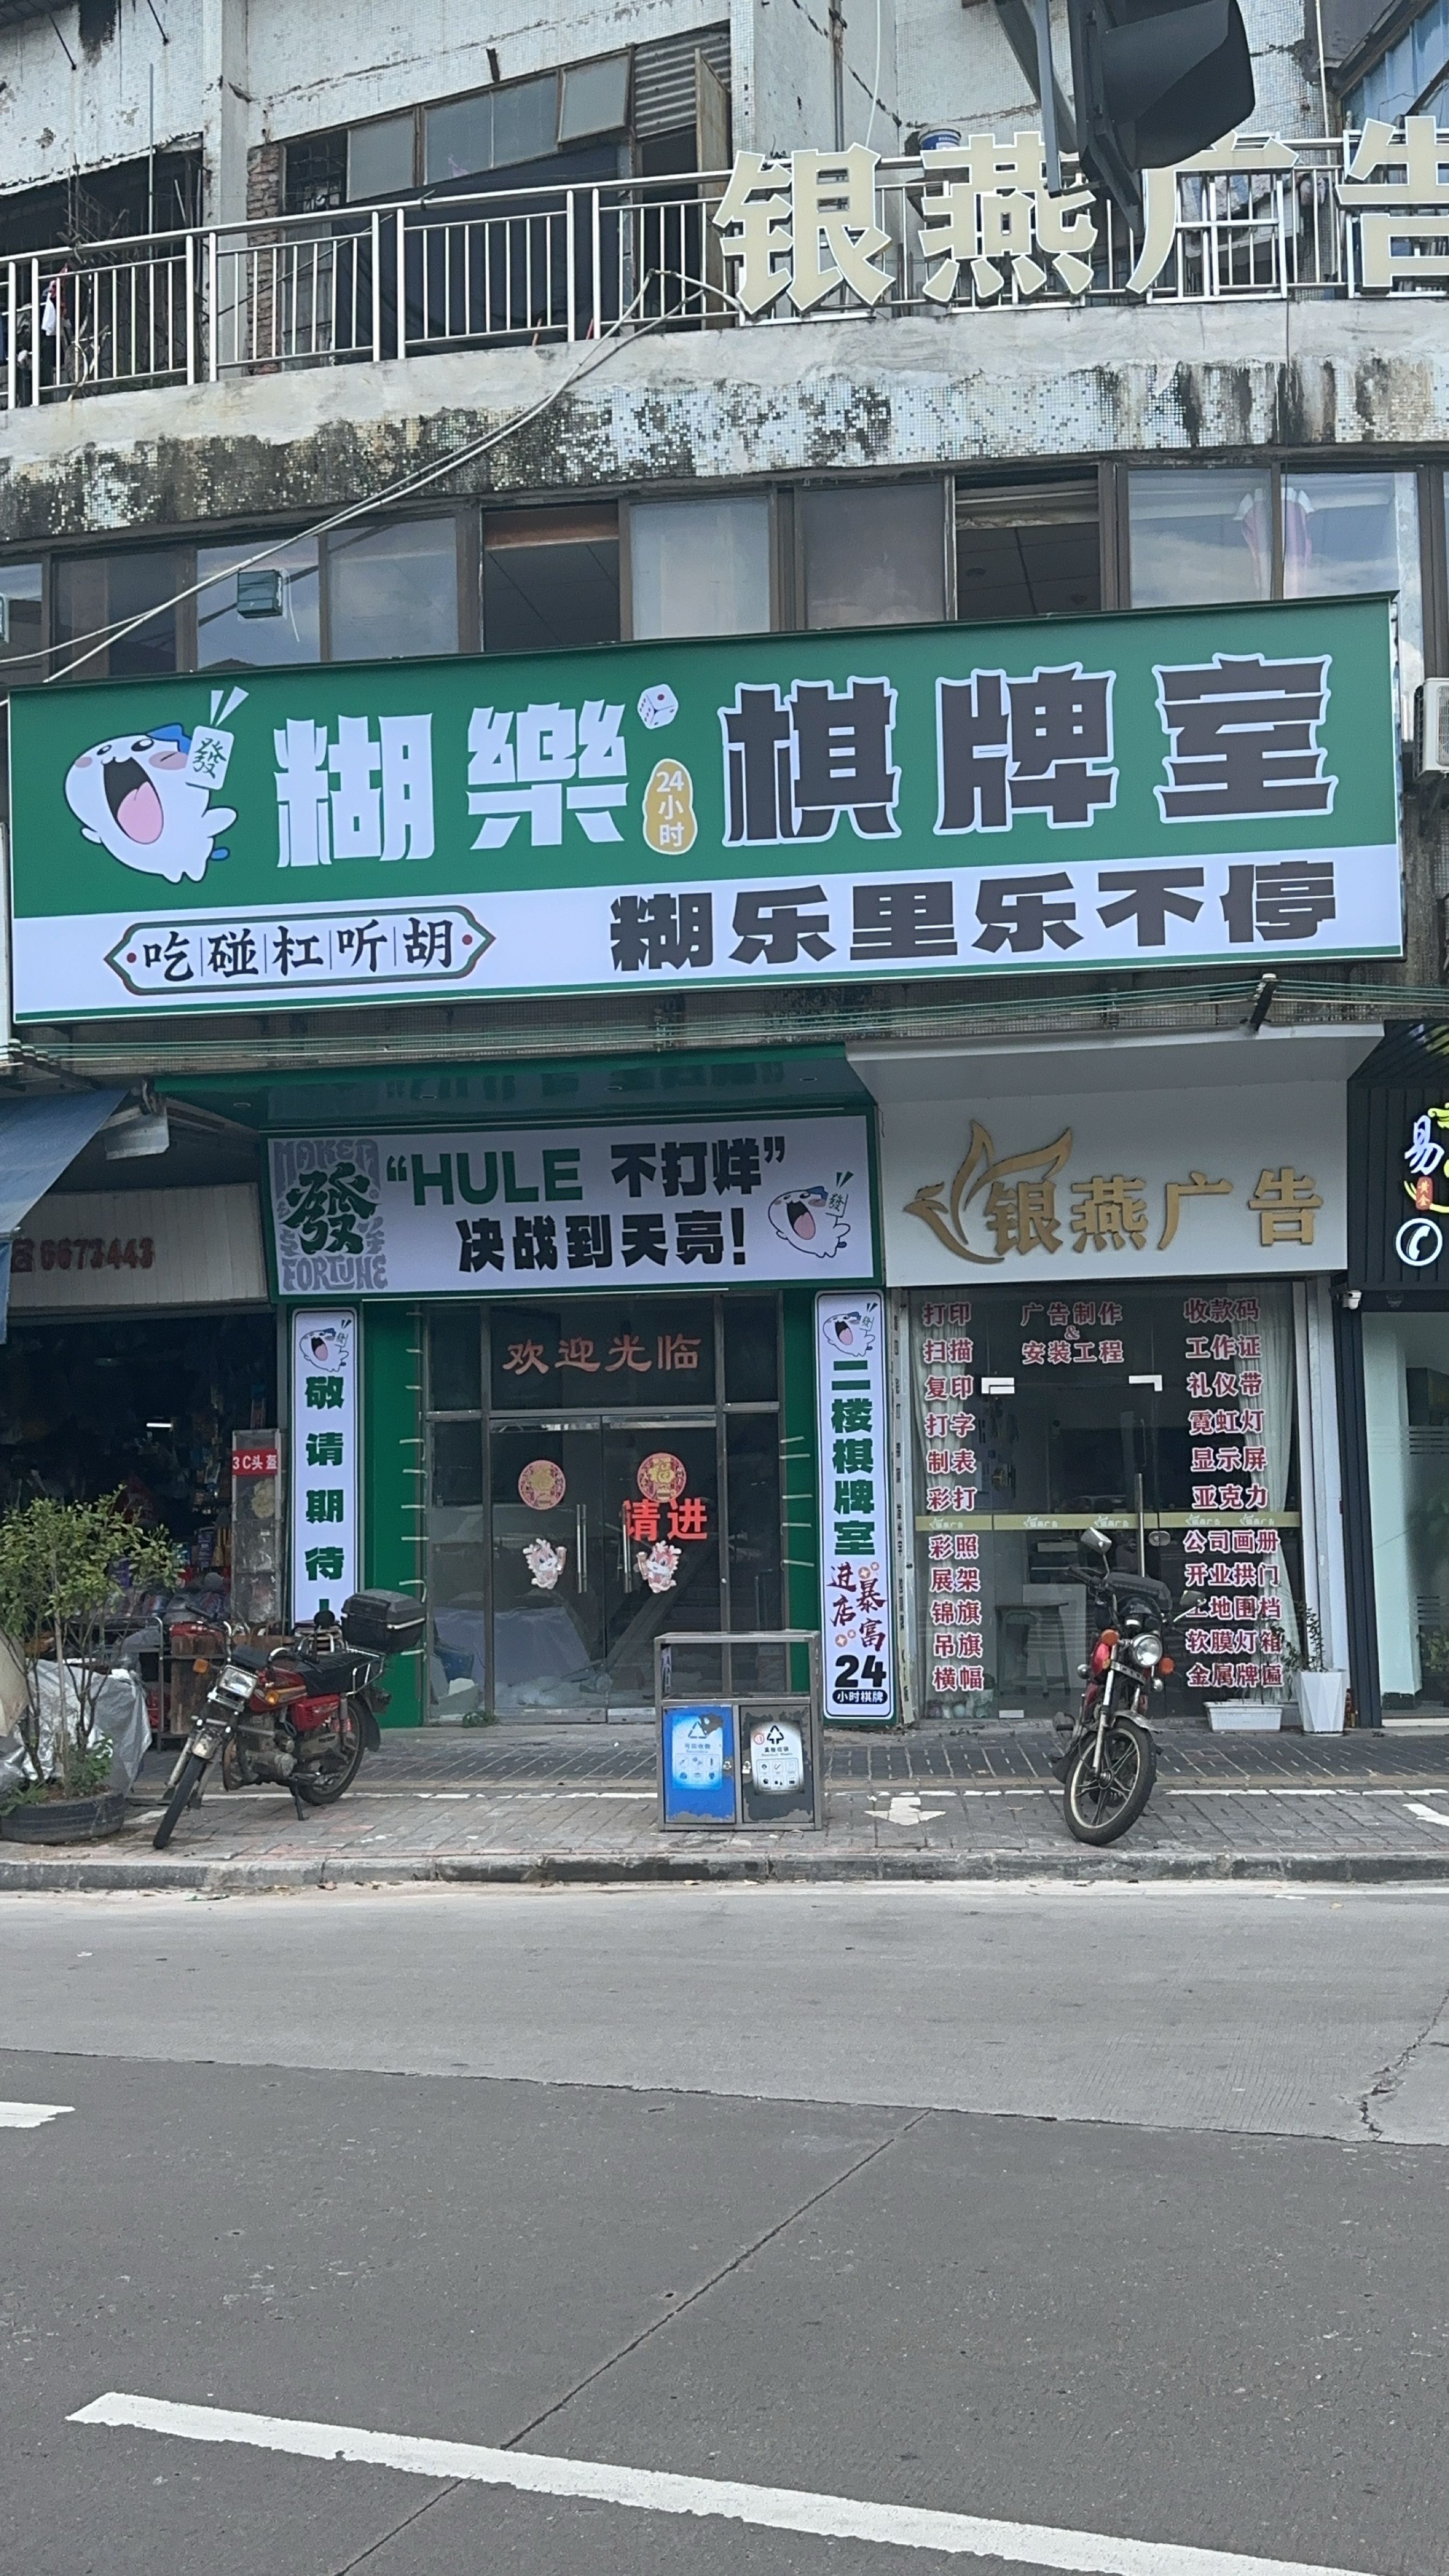 银燕广告
發
糊樂
24小时
棋牌室
吃碰杠听胡
糊乐里乐不停
發
FORTUNE
“HULE 不打烊”
决战到天亮！
發
银燕广告
易
6673443
欢迎光临
请进
3C头盔
敬请期待
二楼棋牌室
进店暴富
24
小时棋牌
广告制作
&
安装工程
打印
扫描
复印
打字
制表
彩打
彩照
展架
锦旗
吊旗
横幅
收款码
工作证
礼仪带
霓虹灯
显示屏
亚克力
公司画册
开业拱门
工地围档
软膜灯箱
金属牌匾